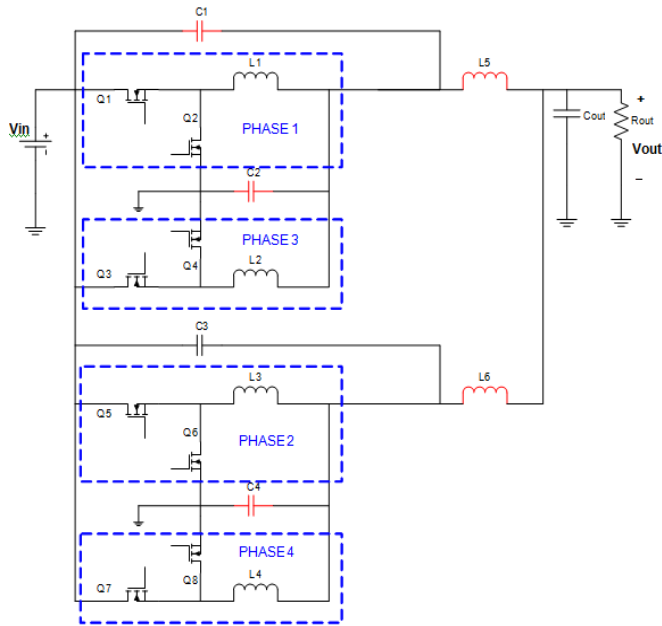 C1
L1
L5
Q1
Q2
PHASE 1
Vin
+
-
Cout
+
Rout
Vout
-
C2
PHASE 3
Q3
Q4
L2
C3
L3
L6
Q5
Q6
PHASE 2
C4
PHASE 4
Q7
Q8
L4